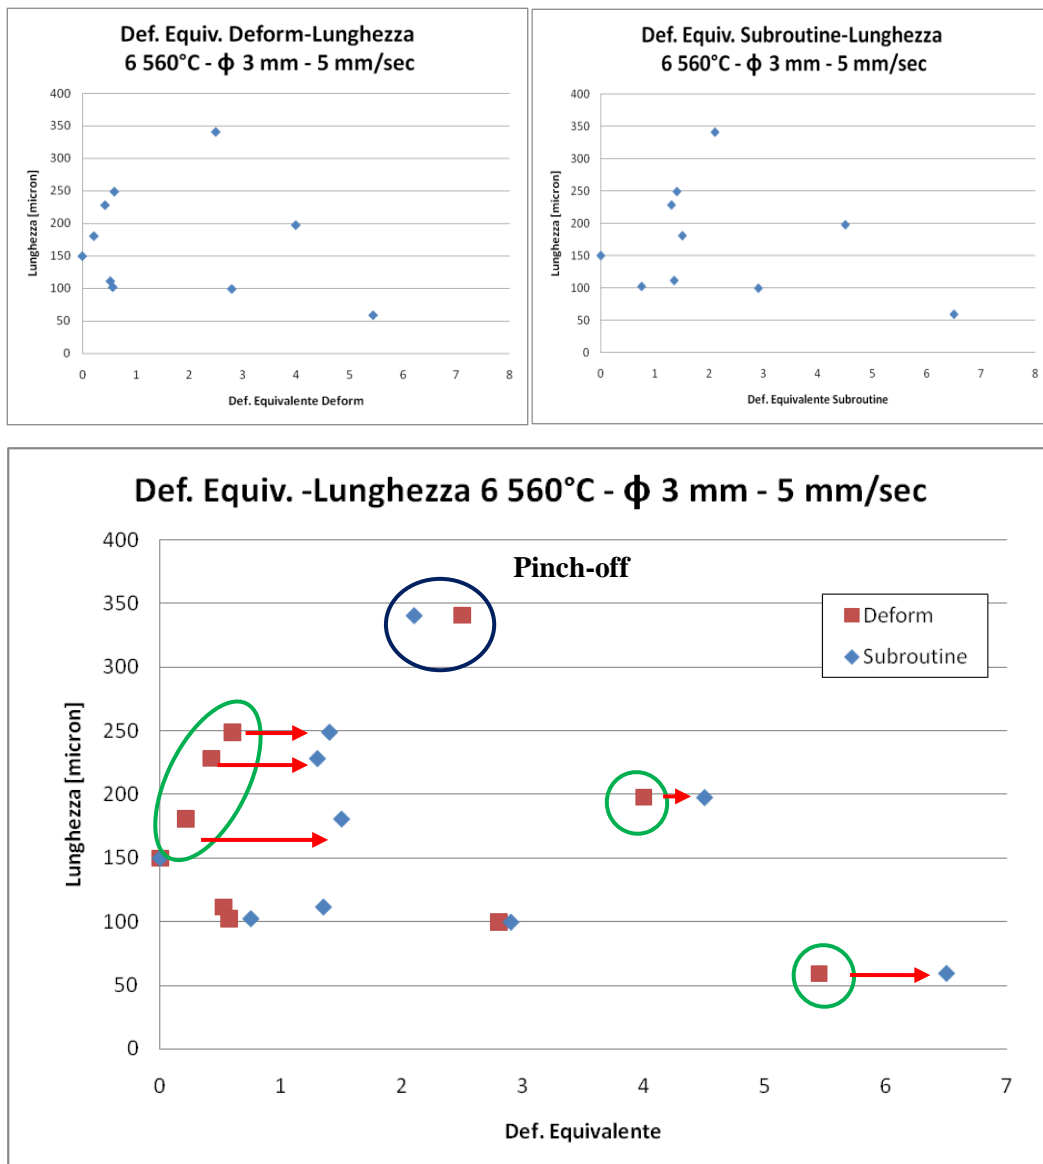 Def. Equiv. Deform-Lunghezza
6 560°C - ϕ 3 mm - 5 mm/sec
Lunghezza [micron]
400
350
300
250
200
150
100
50
0
0 1 2 3 4 5 6 7 8
Def. Equivalente Deform
Def. Equiv. Subroutine-Lunghezza
6 560°C - ϕ 3 mm - 5 mm/sec
Lunghezza [micron]
400
350
300
250
200
150
100
50
0
0 1 2 3 4 5 6 7 8
Def. Equivalente Subroutine
Def. Equiv. -Lunghezza 6 560°C - ϕ 3 mm - 5 mm/sec
Pinch-off
Deform
Subroutine
Lunghezza [micron]
400
350
300
250
200
150
100
50
0
0 1 2 3 4 5 6 7
Def. Equivalente